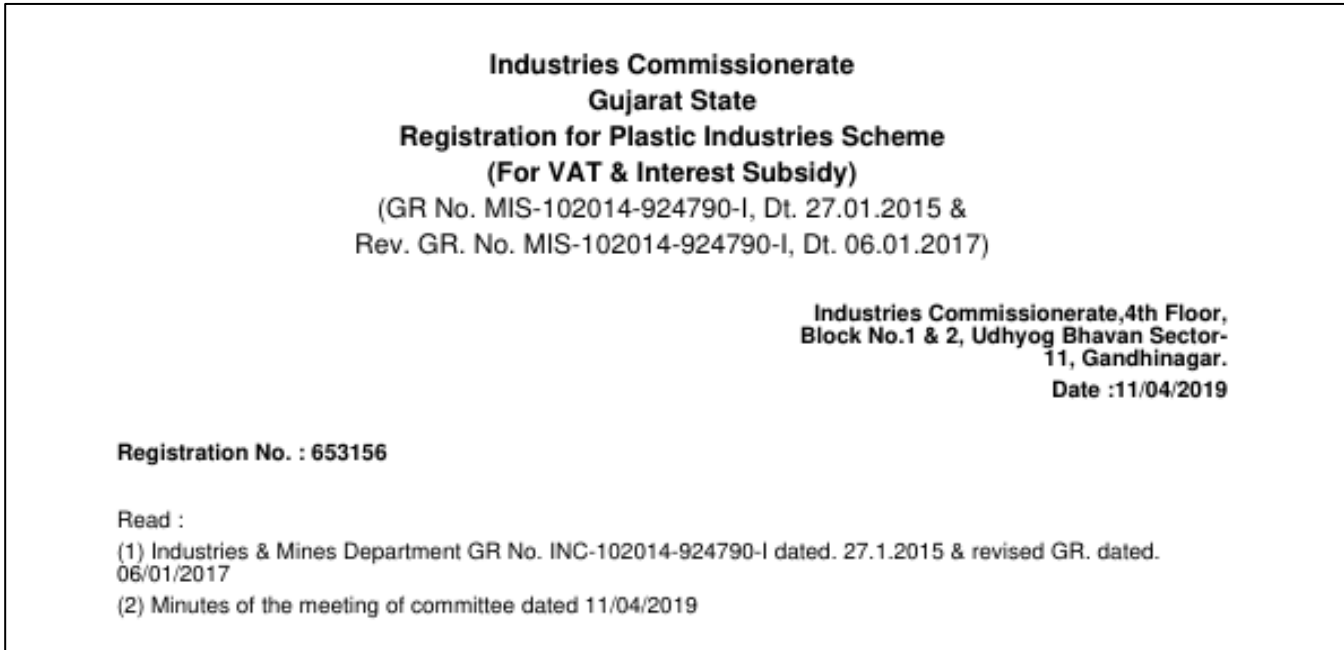 Industries Commissionerate
Gujarat State
Registration for Plastic Industries Scheme
(For VAT & Interest Subsidy)
(GR No. MIS-102014-924790-I, Dt. 27.01.2015 &
Rev. GR. No. MIS-102014-924790-I, Dt. 06.01.2017)
Industries Commissionerate,4th Floor,
Block No.1 & 2, Udhyog Bhavan Sector-
11, Gandhinagar.
Date :11/04/2019
Registration No. : 653156
Read :
(1) Industries & Mines Department GR No. INC-102014-924790-I dated. 27.1.2015 & revised GR. dated.
06/01/2017
(2) Minutes of the meeting of committee dated 11/04/2019